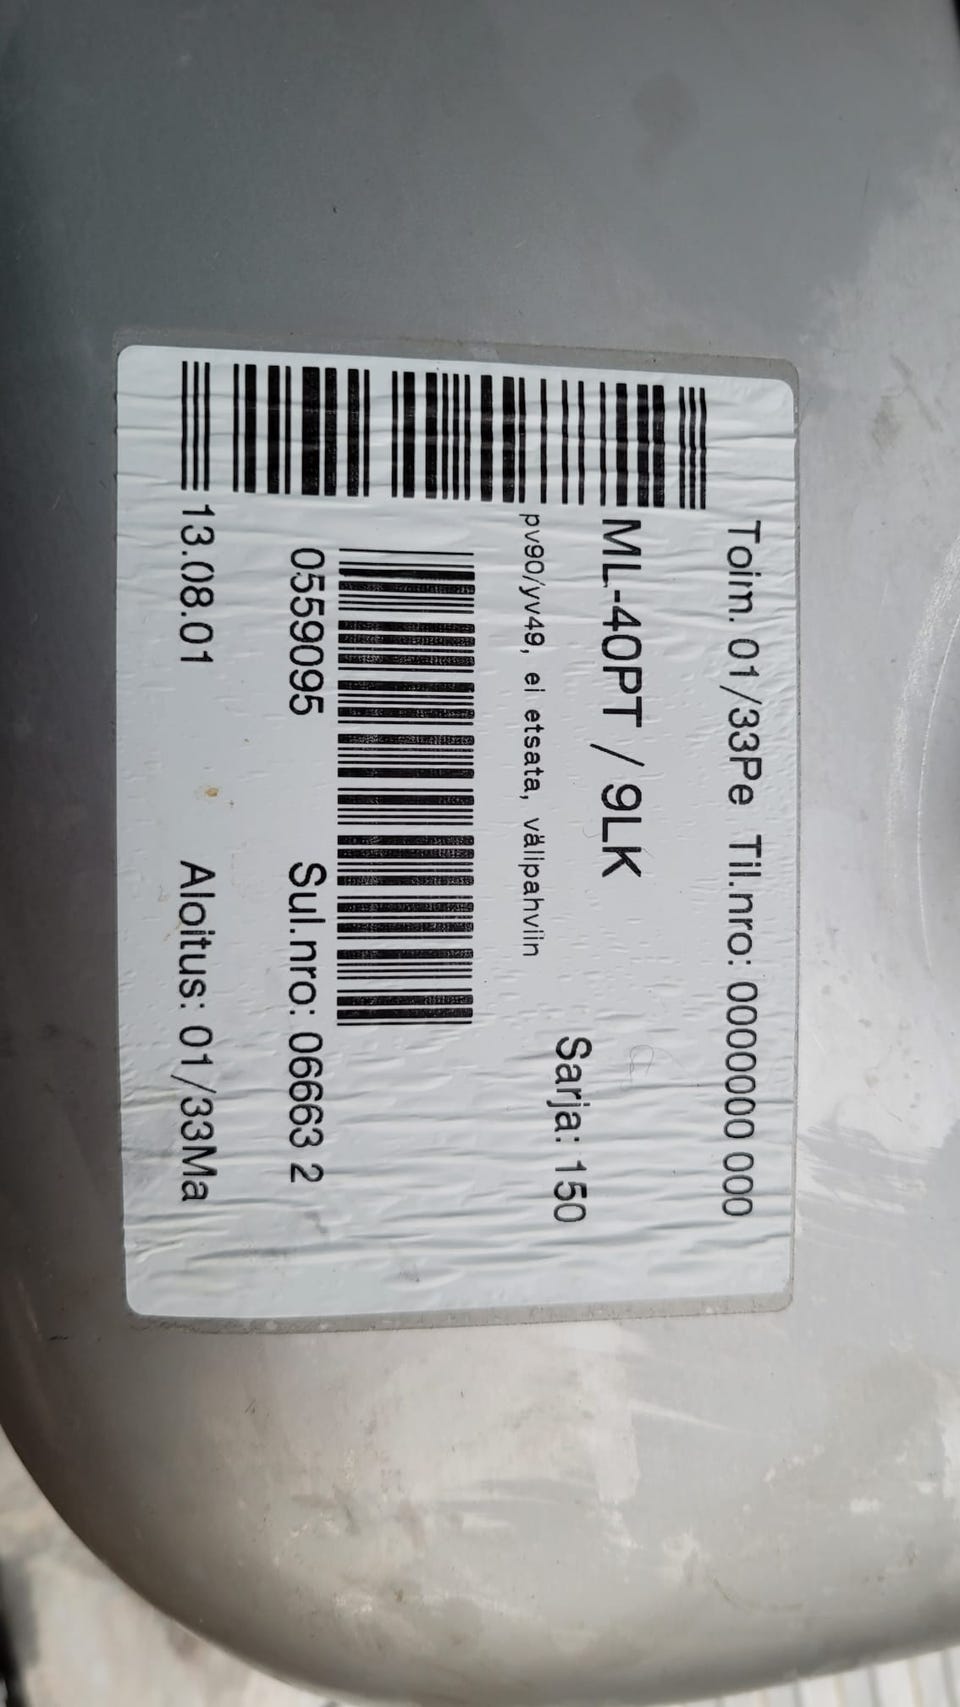 Toim. 01/33Pe Til.nro: 0000000 000
ML-40PT / 9LK
Sarja: 150
pv90/yv49, ei etsata, välipahviin
0559095
Sul.nro: 06663 2
13.08.01
Aloitus: 01/33Ma